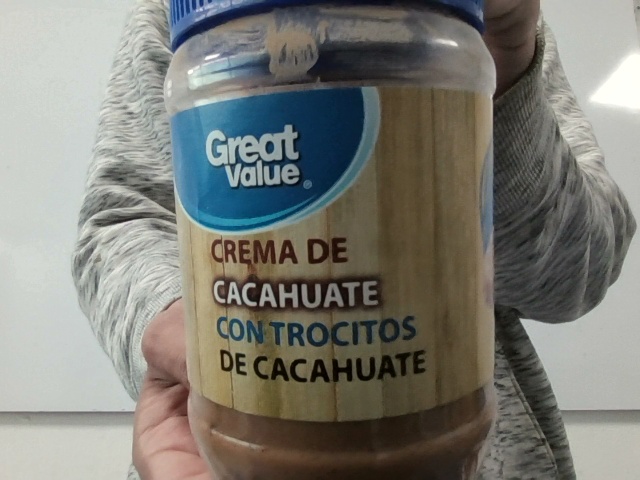 Great
Value®
CREMA DE
CACAHUATE
CON TROCITOS
DE CACAHUATE